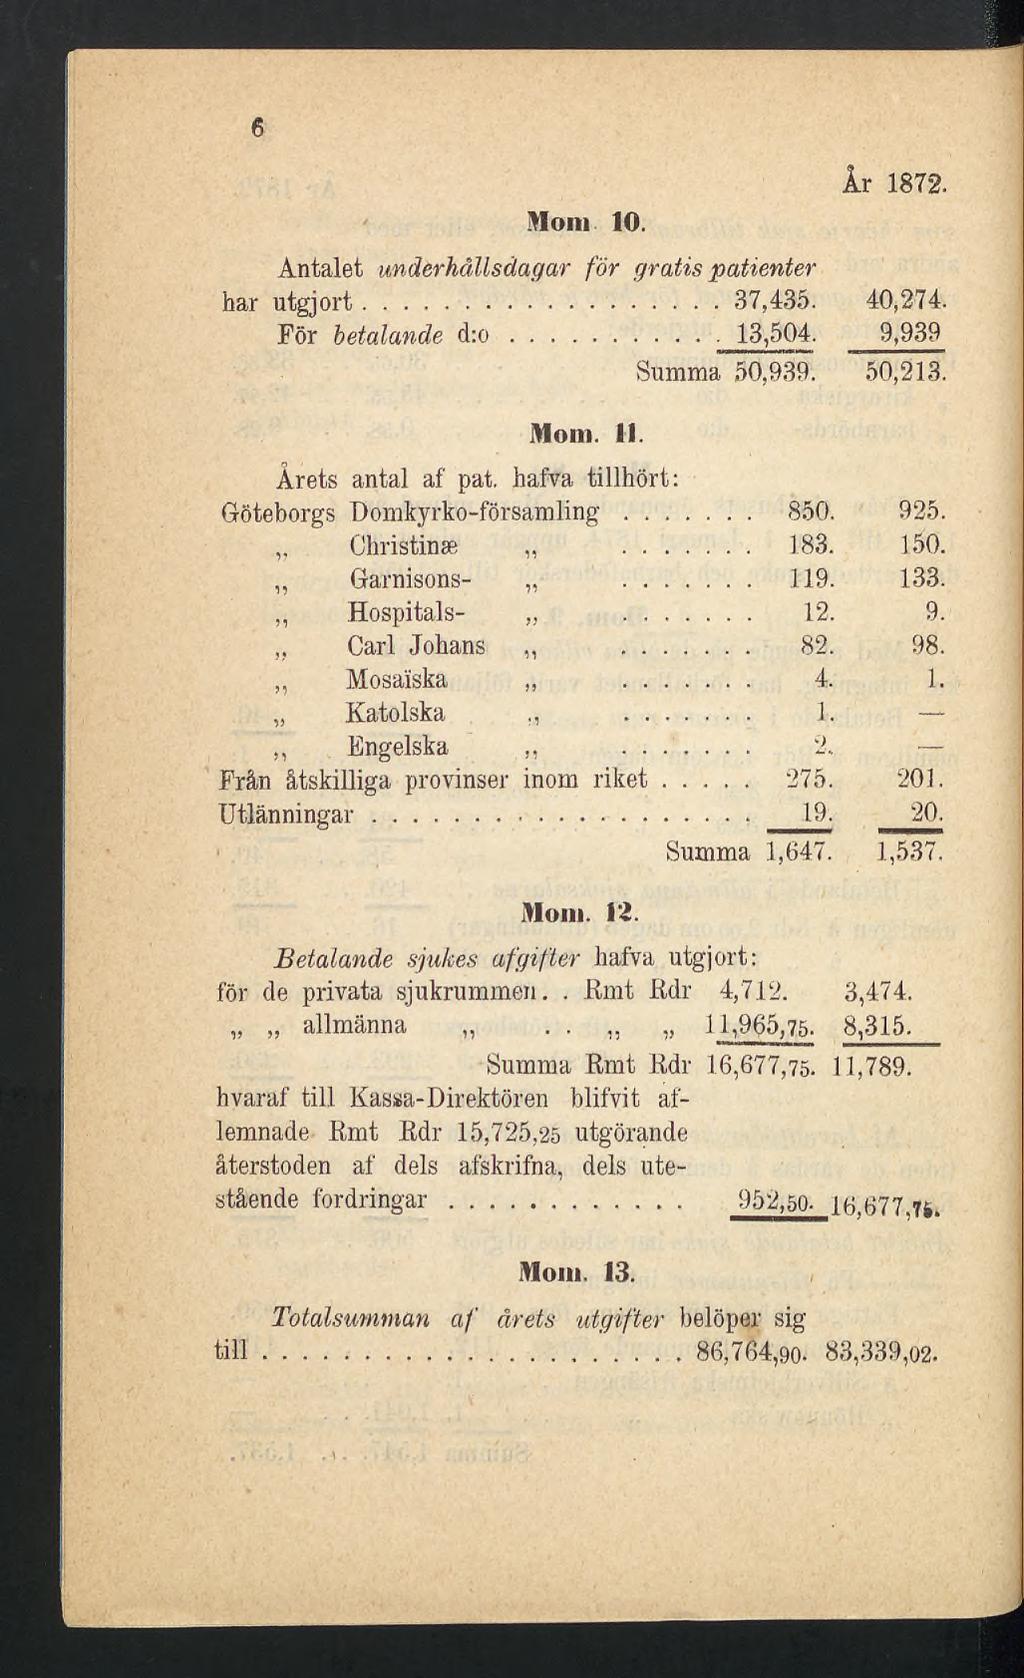 6
År 1872.
Mom 10.
Antalet underhållsdagar för gratis patienter
har utgjort . . . . . . . . . . . . . . . . . . 37,435. 40,274.
För betalande d:o . . . . . . . . . . . 13,504. 9,939
Summa 50,939. 50,213.
Mom. 11.
Årets antal af pat. hafva tillhört:
Göteborgs Domkyrko-församling . . . . . . . 850. 925.
„ Christinæ „ . . . . . . . 183. 150.
„ Garnisons- „ . . . . . . . 119. 133.
„ Hospitals- „ . . . . . . . 12. 9.
„ Carl Johans „ . . . . . . . 82. 98.
„ Mosaïska „ . . . . . . . 4. 1.
„ Katolska „ . . . . . . . 1. —
„ Engelska „ . . . . . . . 2. —
Från åtskilliga provinser inom riket . . . . . 275. 201.
Utlänningar . . . . . . . . . . . . . . . . . . . 19. 20.
Summa 1,647. 1,537.
Mom. 12.
Betalande sjukes afgifter hafva utgjort:
för de privata sjukrummen. . Rmt Rdr 4,712. 3,474.
„ „ allmänna „ . . „ „ 11,965,75. 8,315.
Summa Rmt Rdr 16,677,75. 11,789.
hvaraf till Kassa-Direktören blifvit af-
lemnade Rmt Rdr 15,725,25 utgörande
återstoden af dels afskrifna, dels ute-
stående fordringar . . . . . . . . . . . . 952,50. 16,677,75.
Mom. 13.
Totalsumman af årets utgifter belöper sig
till . . . . . . . . . . . . . . . . . . . . . 86,764,90. 83,339,02.